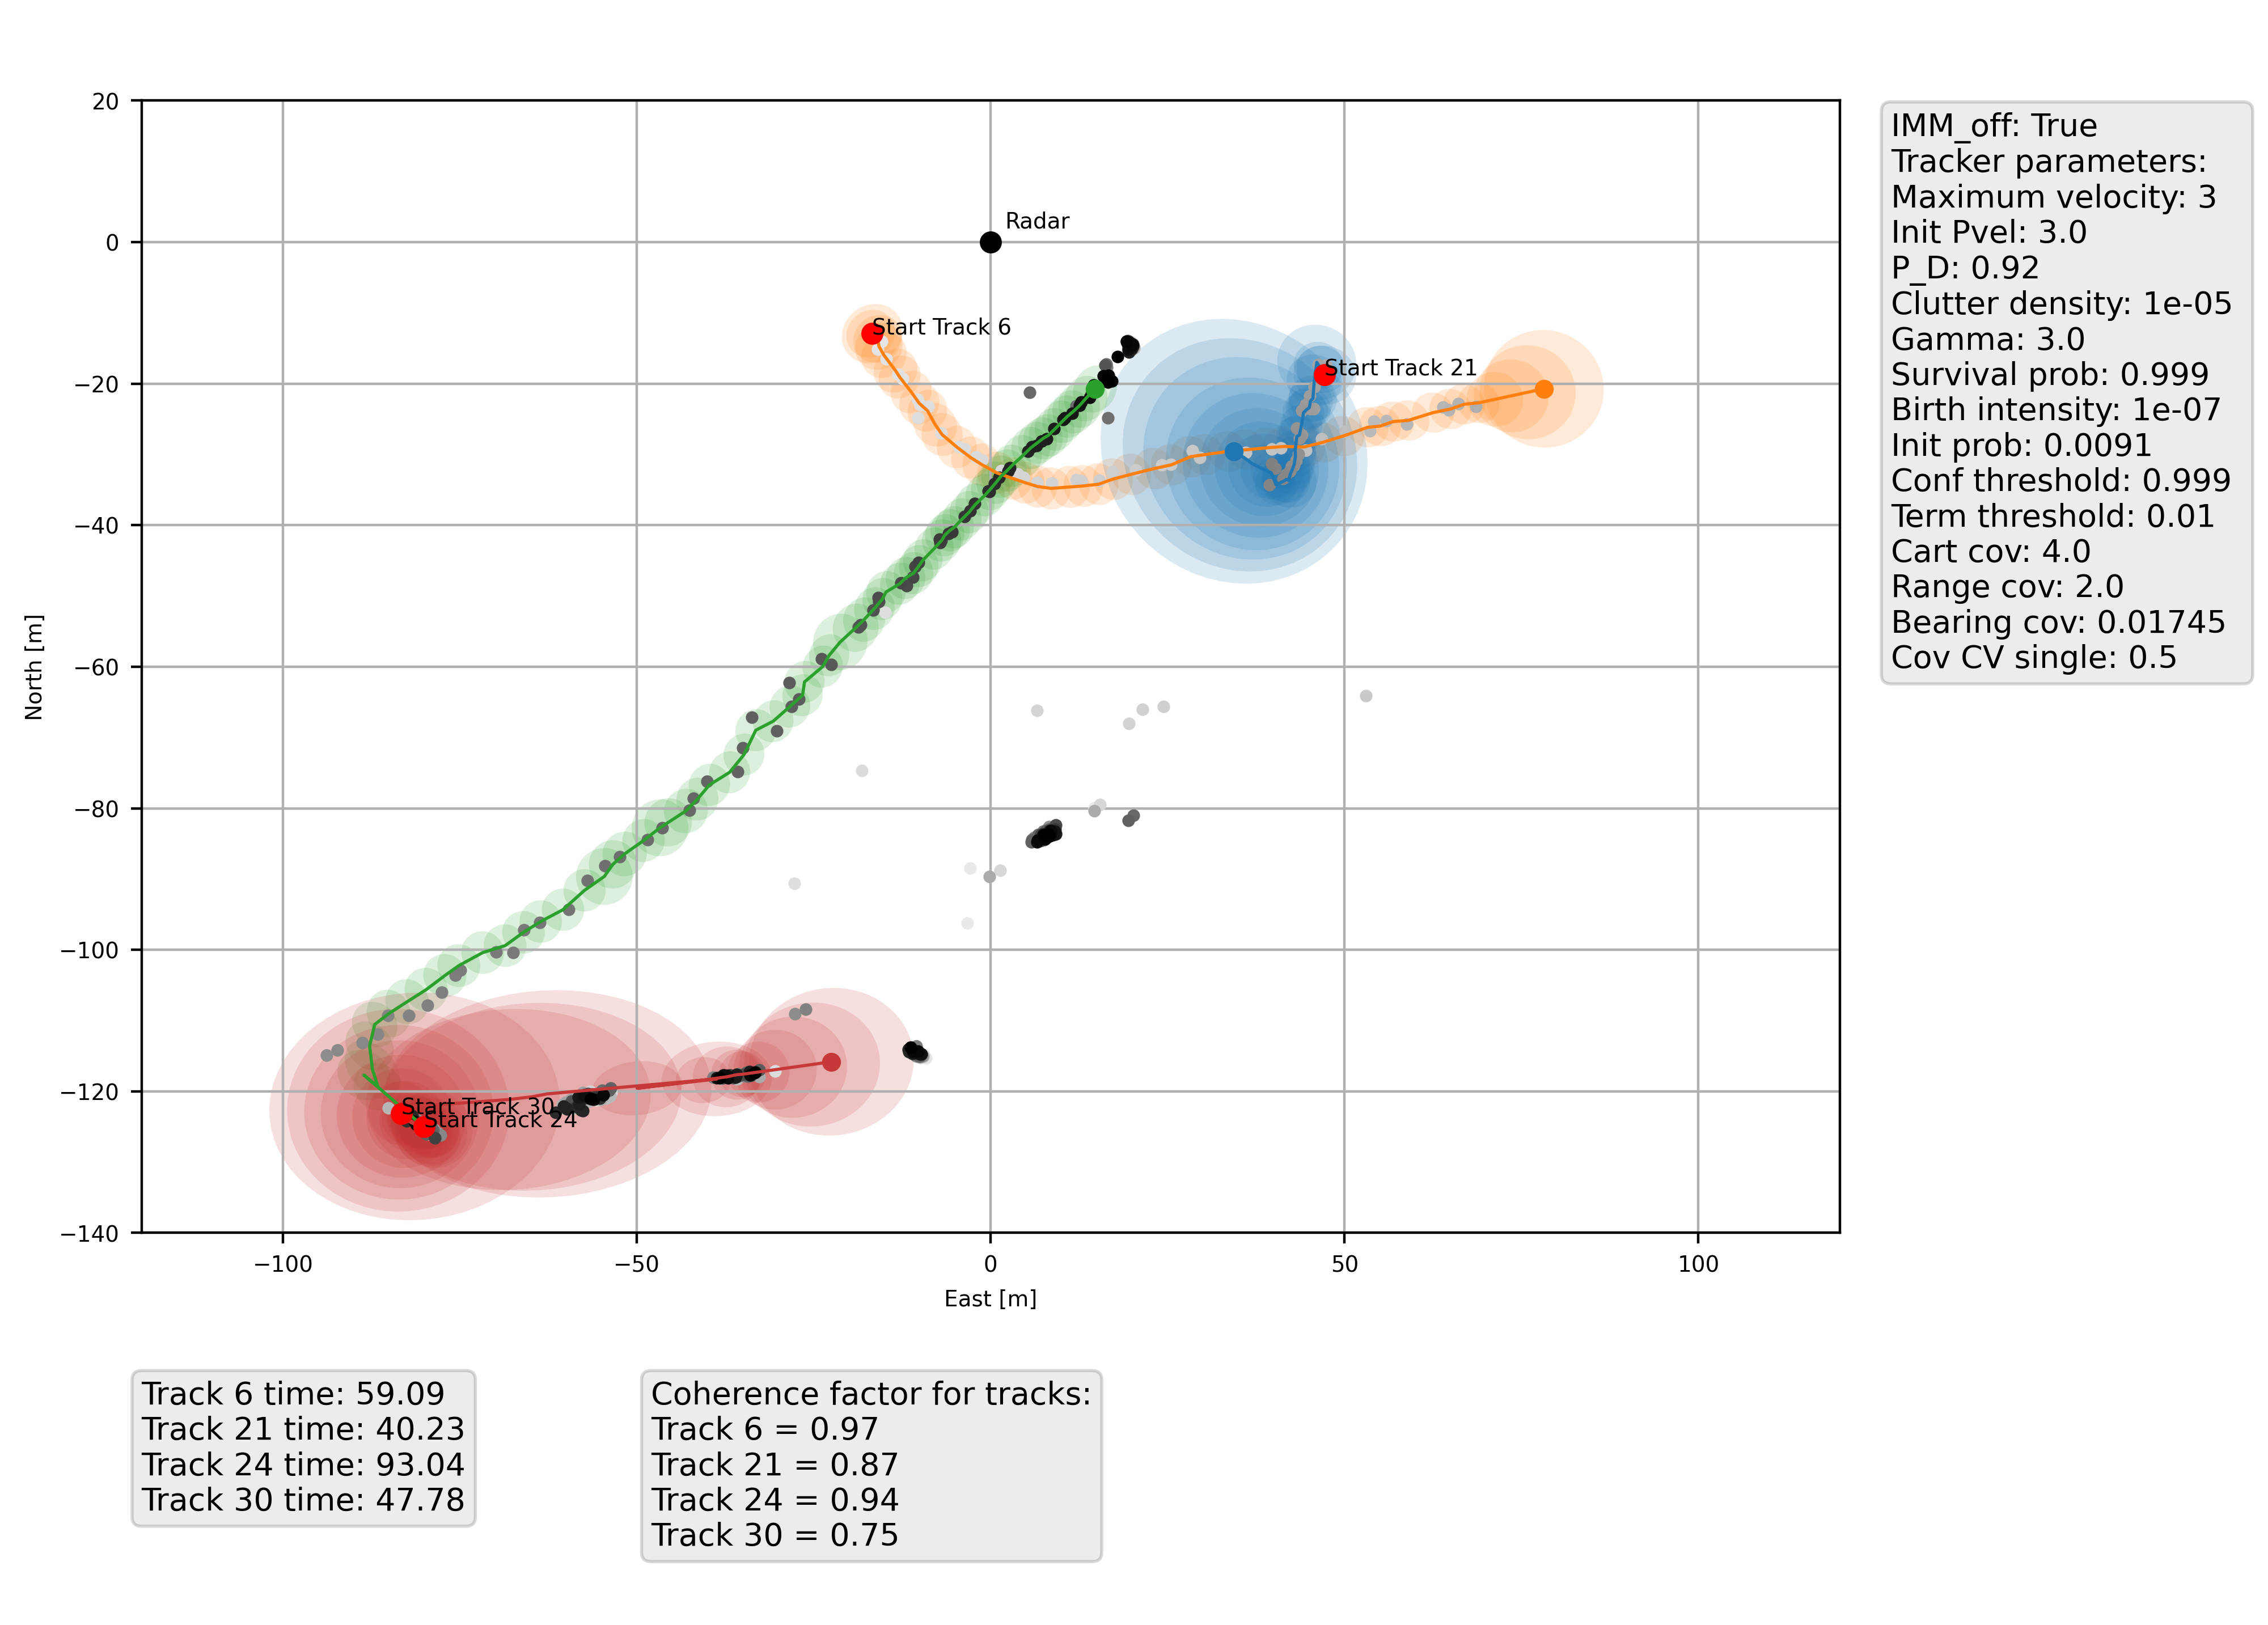 20
0
−20
−40
−60
−80
−100
−120
−140
−100
−50
0
50
100
North [m]
East [m]
Radar
Start Track 6
Start Track 21
Start Track 30
Start Track 24
IMM_off: True
Tracker parameters:
Maximum velocity: 3
Init Pvel: 3.0
P_D: 0.92
Clutter density: 1e-05
Gamma: 3.0
Survival prob: 0.999
Birth intensity: 1e-07
Init prob: 0.0091
Conf threshold: 0.999
Term threshold: 0.01
Cart cov: 4.0
Range cov: 2.0
Bearing cov: 0.01745
Cov CV single: 0.5
Track 6 time: 59.09
Track 21 time: 40.23
Track 24 time: 93.04
Track 30 time: 47.78
Coherence factor for tracks:
Track 6 = 0.97
Track 21 = 0.87
Track 24 = 0.94
Track 30 = 0.75